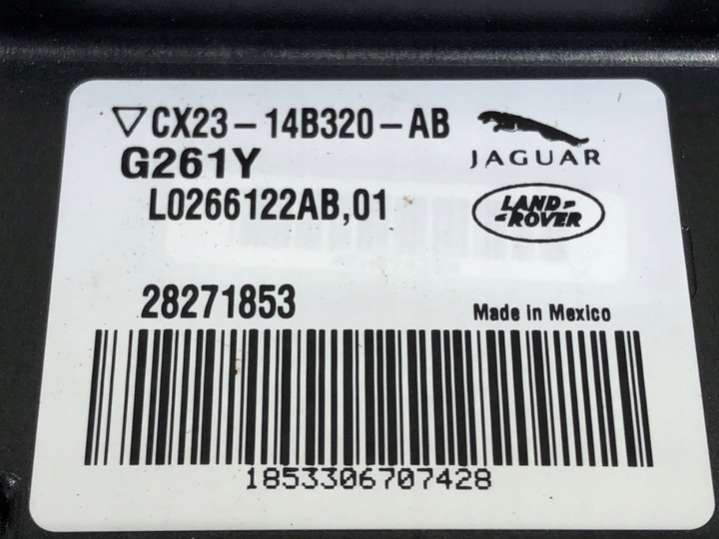 ▽CX23-14B320-AB
G261Y
JAGUAR
L0266122AB,01
LAND-
-ROVER
28271853
Made in Mexico
1853306707428